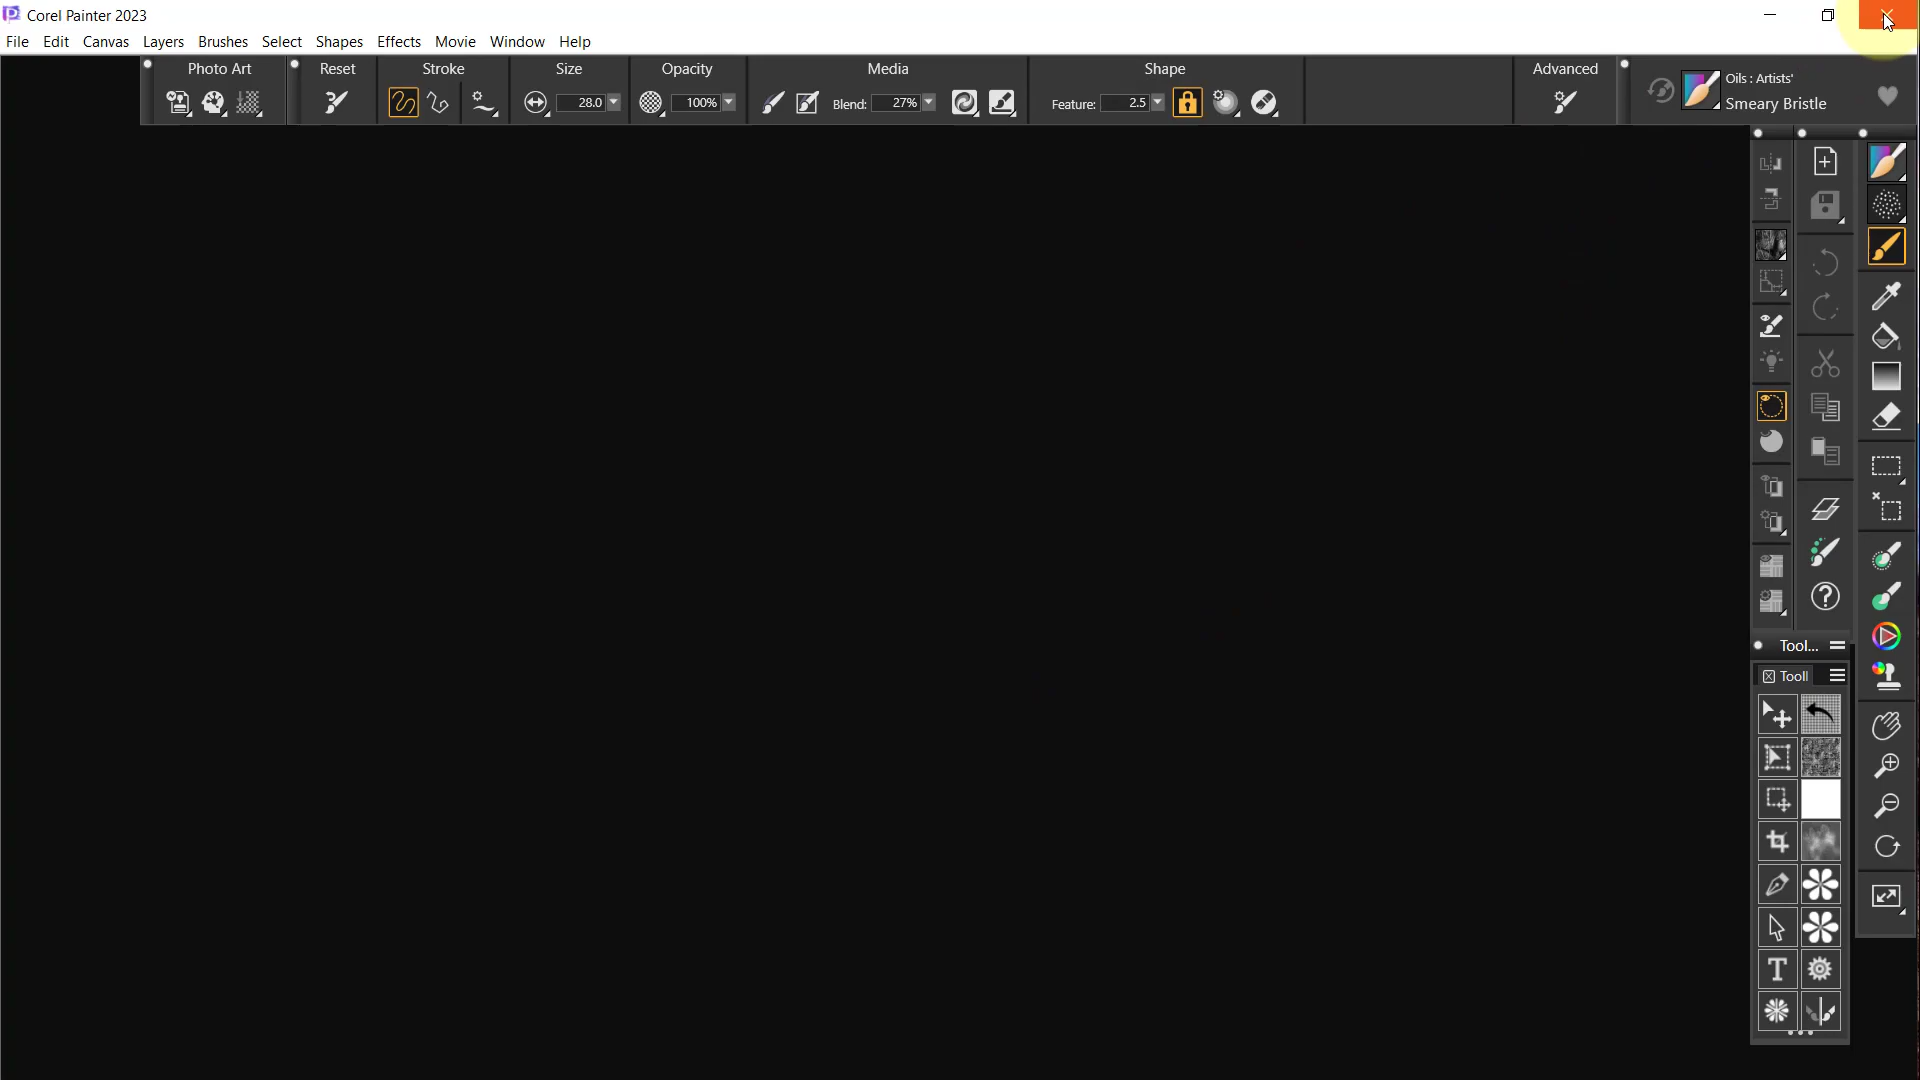 Corel Painter 2023
File Edit Canvas Layers Brushes Select Shapes Effects Movie Window Help
Photo Art Reset Stroke Size Opacity Media Shape Advanced
28.0 100% Blend: 27% Feature: 2.5
Oils : Artists'
Smeary Bristle
Tool...
Tooll